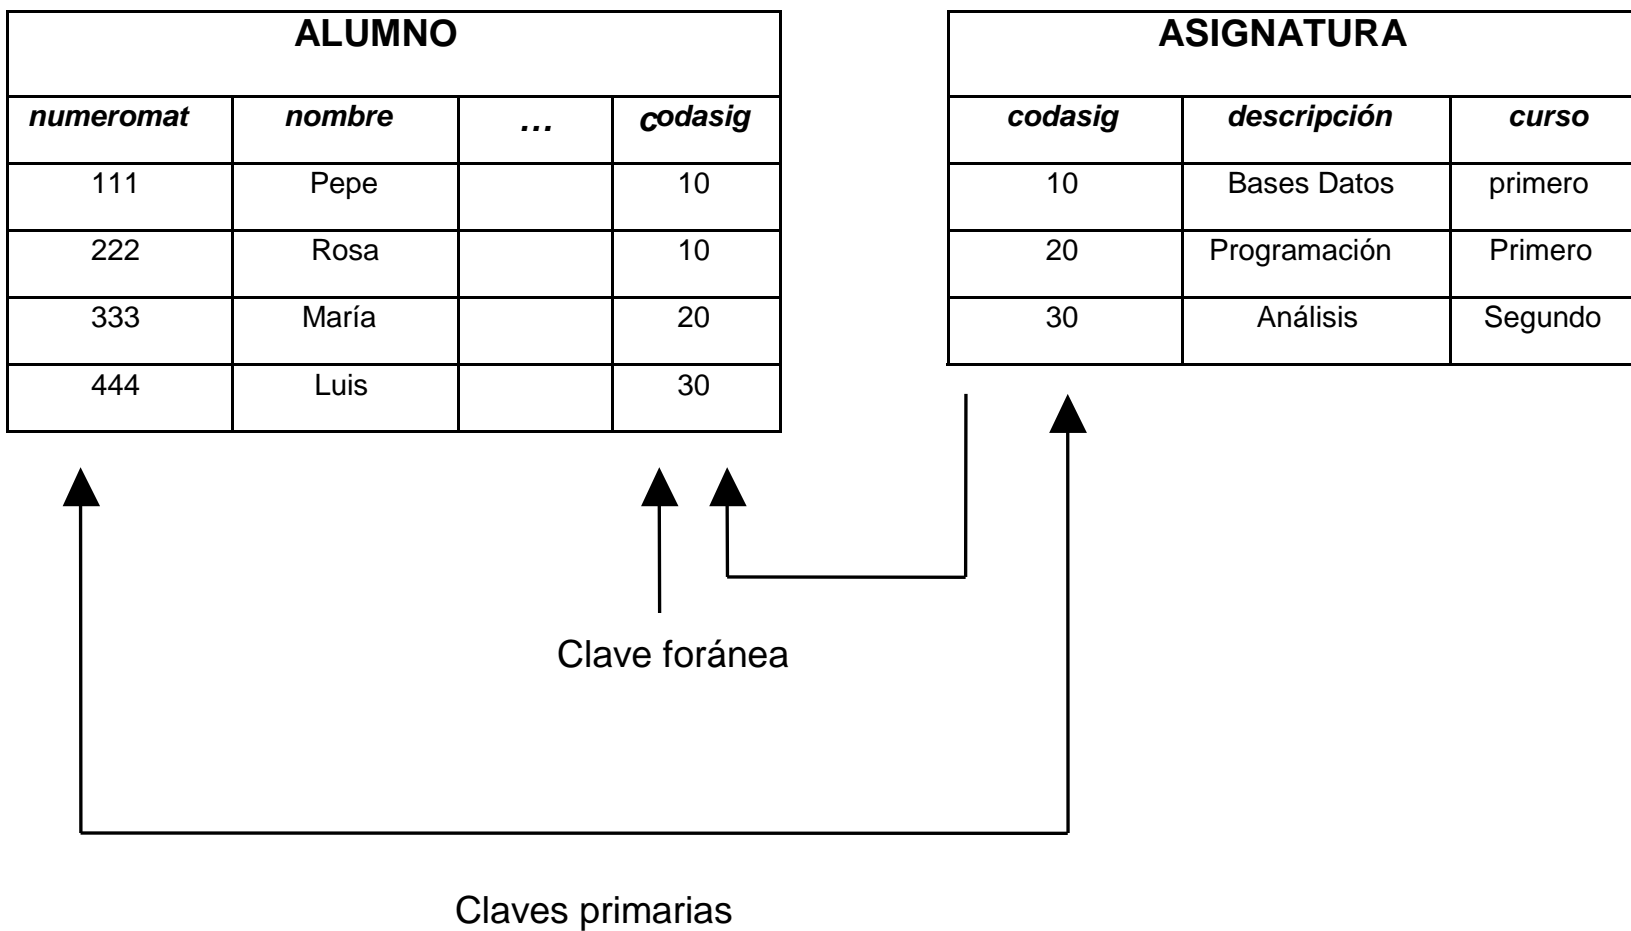 ALUMNO
numeromat nombre ... codasig
111 Pepe 10
222 Rosa 10
333 María 20
444 Luis 30
ASIGNATURA
codasig descripción curso
10 Bases Datos primero
20 Programación Primero
30 Análisis Segundo
Clave foránea
Claves primarias